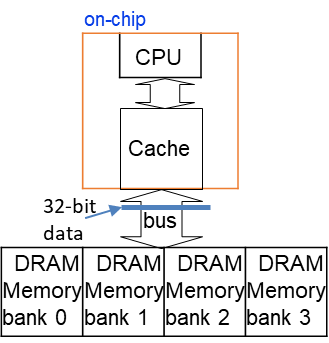 on-chip
CPU
Cache
32-bit
data
bus
DRAM DRAM DRAM DRAM
Memory Memory Memory Memory
bank 0 bank 1 bank 2 bank 3